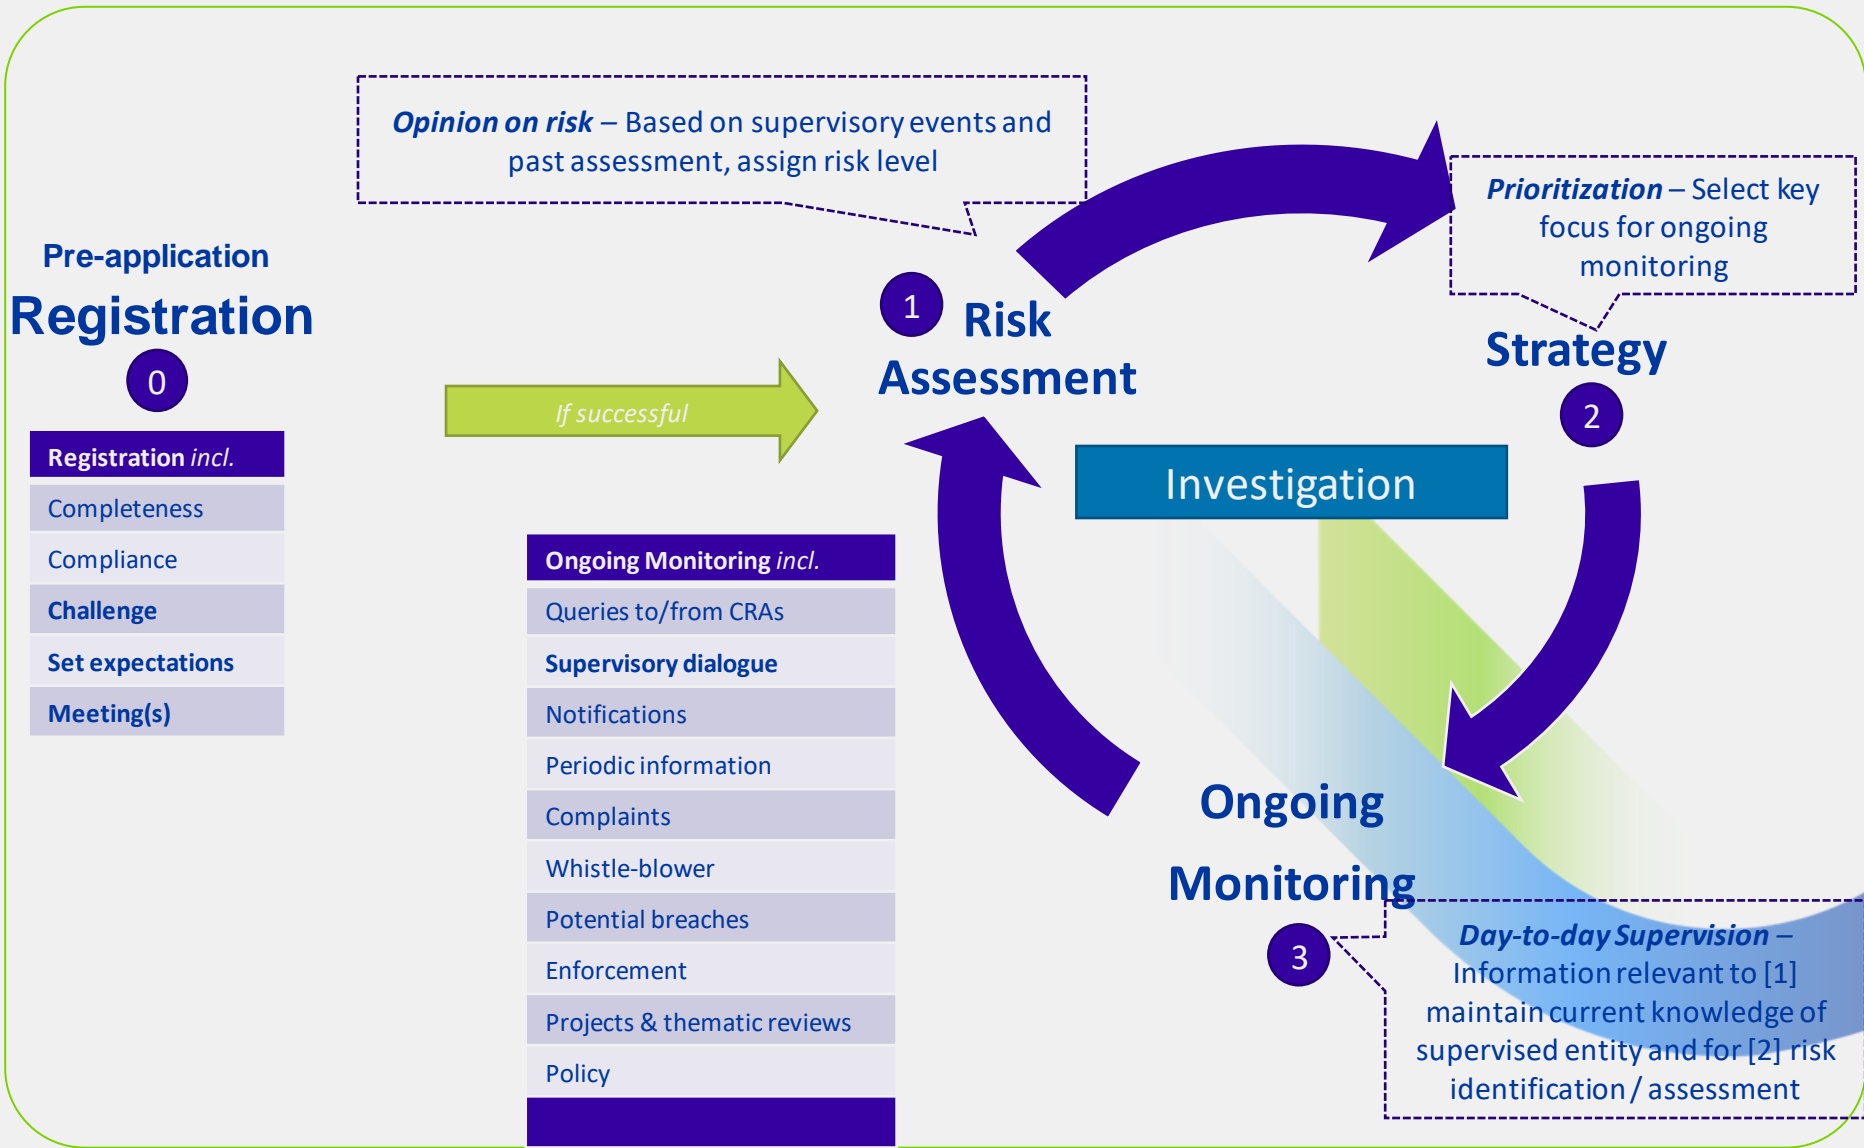 Opinion on risk – Based on supervisory events and
past assessment, assign risk level
Prioritization – Select key
focus for ongoing
monitoring
Pre-application
Registration
0
1
Risk
Assessment
Strategy
2
If successful
Investigation
Registration incl.
Completeness
Compliance
Challenge
Set expectations
Meeting(s)
Ongoing Monitoring incl.
Queries to/from CRAs
Supervisory dialogue
Notifications
Periodic information
Complaints
Whistle-blower
Potential breaches
Enforcement
Projects & thematic reviews
Policy
Ongoing
Monitoring
3
Day-to-day Supervision –
Information relevant to [1]
maintain current knowledge of
supervised entity and for [2] risk
identification / assessment